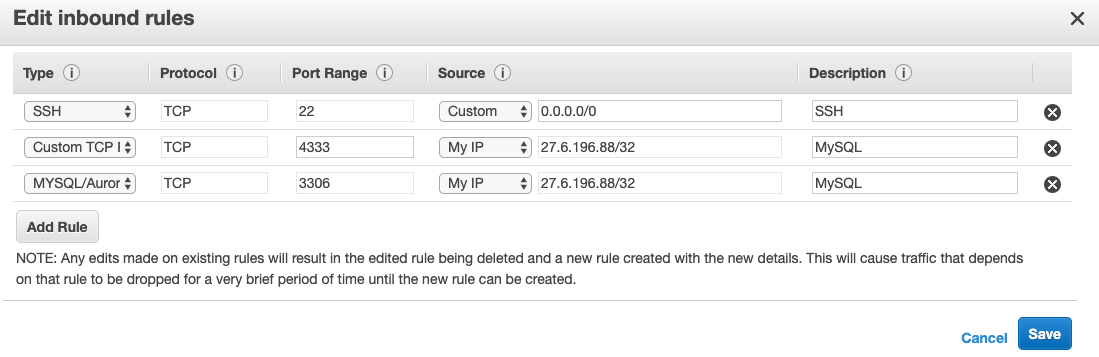 Edit inbound rules
Type Protocol Port Range Source Description
SSH TCP 22 Custom 0.0.0.0/0 SSH
Custom TCP I TCP 4333 My IP 27.6.196.88/32 MySQL
MYSQL/Auror TCP 3306 My IP 27.6.196.88/32 MySQL
Add Rule
NOTE: Any edits made on existing rules will result in the edited rule being deleted and a new rule created with the new details. This will cause traffic that depends
on that rule to be dropped for a very brief period of time until the new rule can be created.
Cancel Save